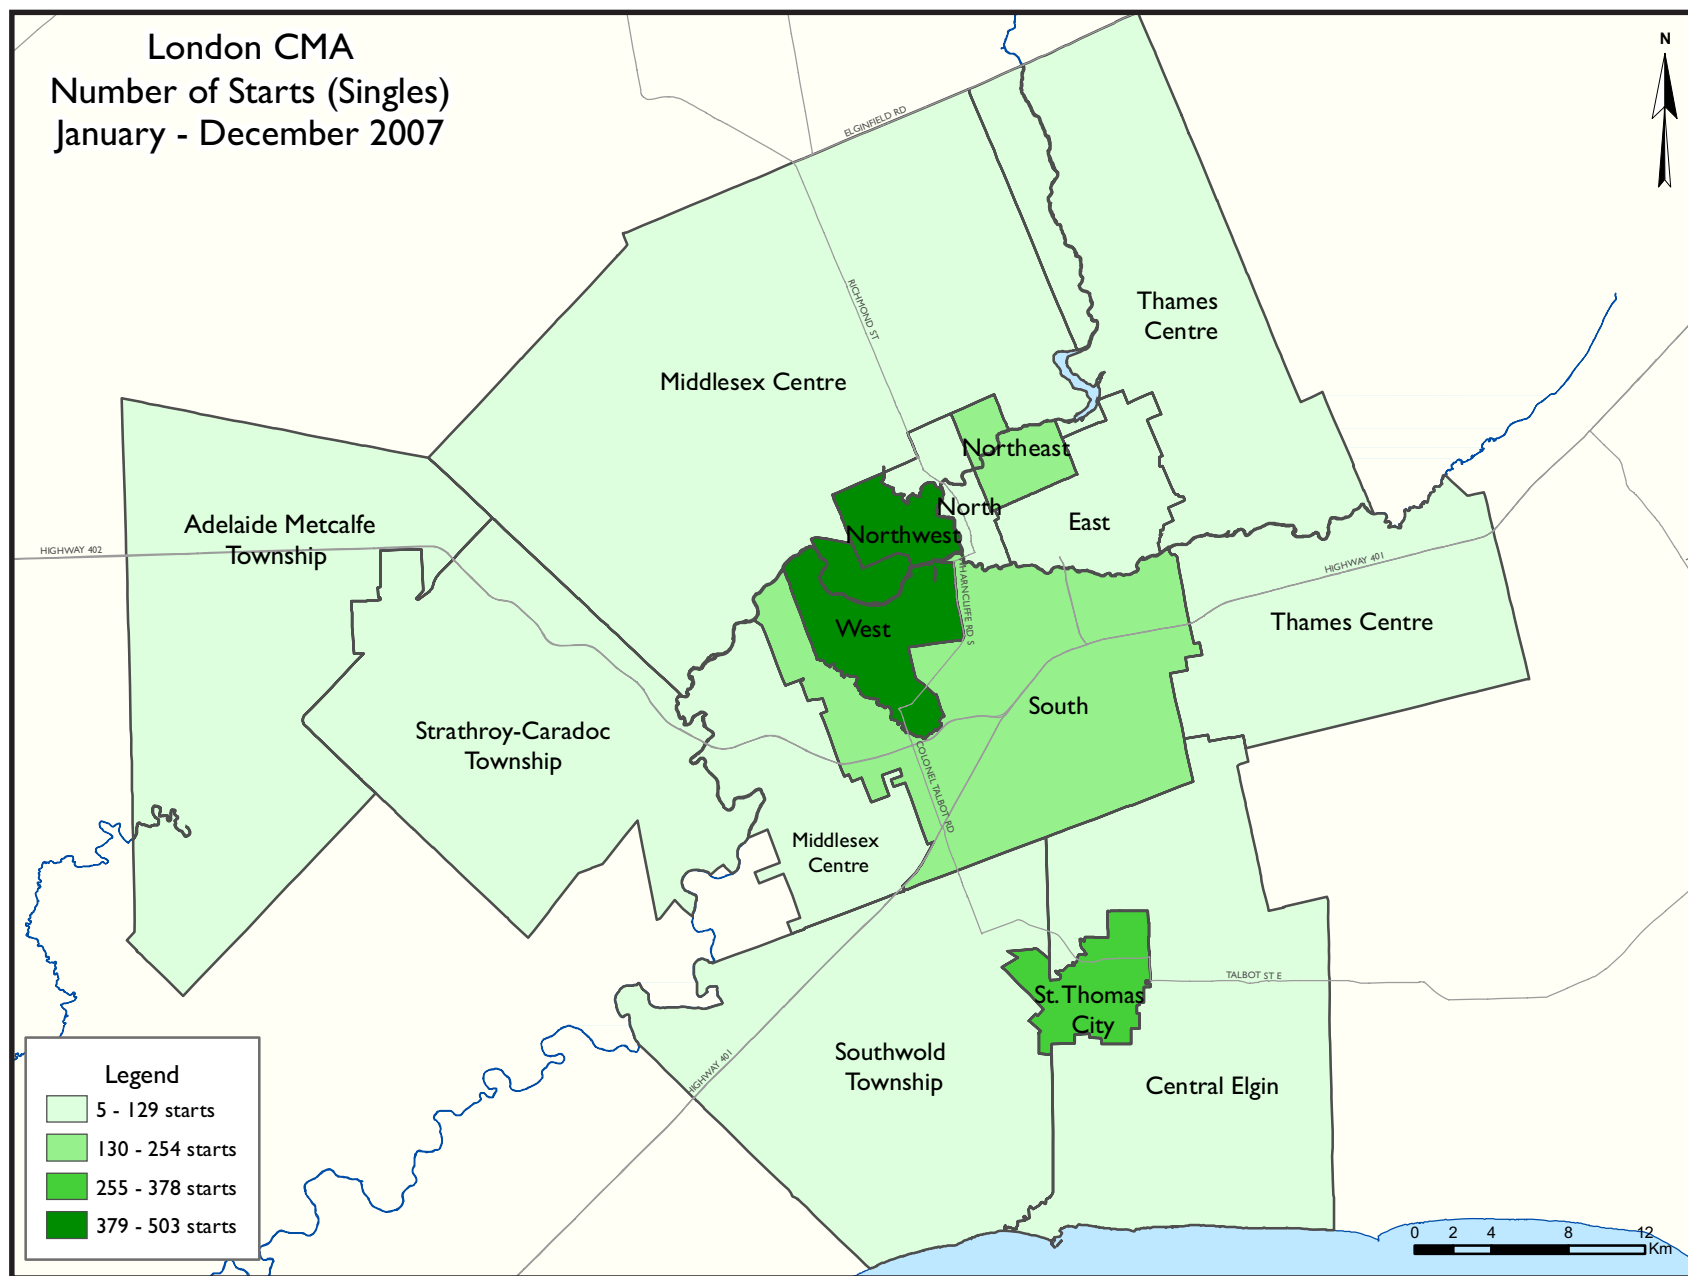 London CMA
Number of Starts (Singles)
January - December 2007
N
ELGINFIELD RD
RICHMOND ST
Thames
Centre
Middlesex Centre
Northeast
North
East
Northwest
Adelaide Metcalfe
Township
HIGHWAY 402
HIGHWAY 401
WHARNCLIFFE RD S
West
Thames Centre
South
Strathroy-Caradoc
Township
COLONEL TALBOT RD
Middlesex
Centre
TALBOT ST E
St. Thomas
City
Southwold
Township
HIGHWAY 401
Central Elgin
Legend
5 - 129 starts
130 - 254 starts
255 - 378 starts
379 - 503 starts
0 2 4 8 12
Km